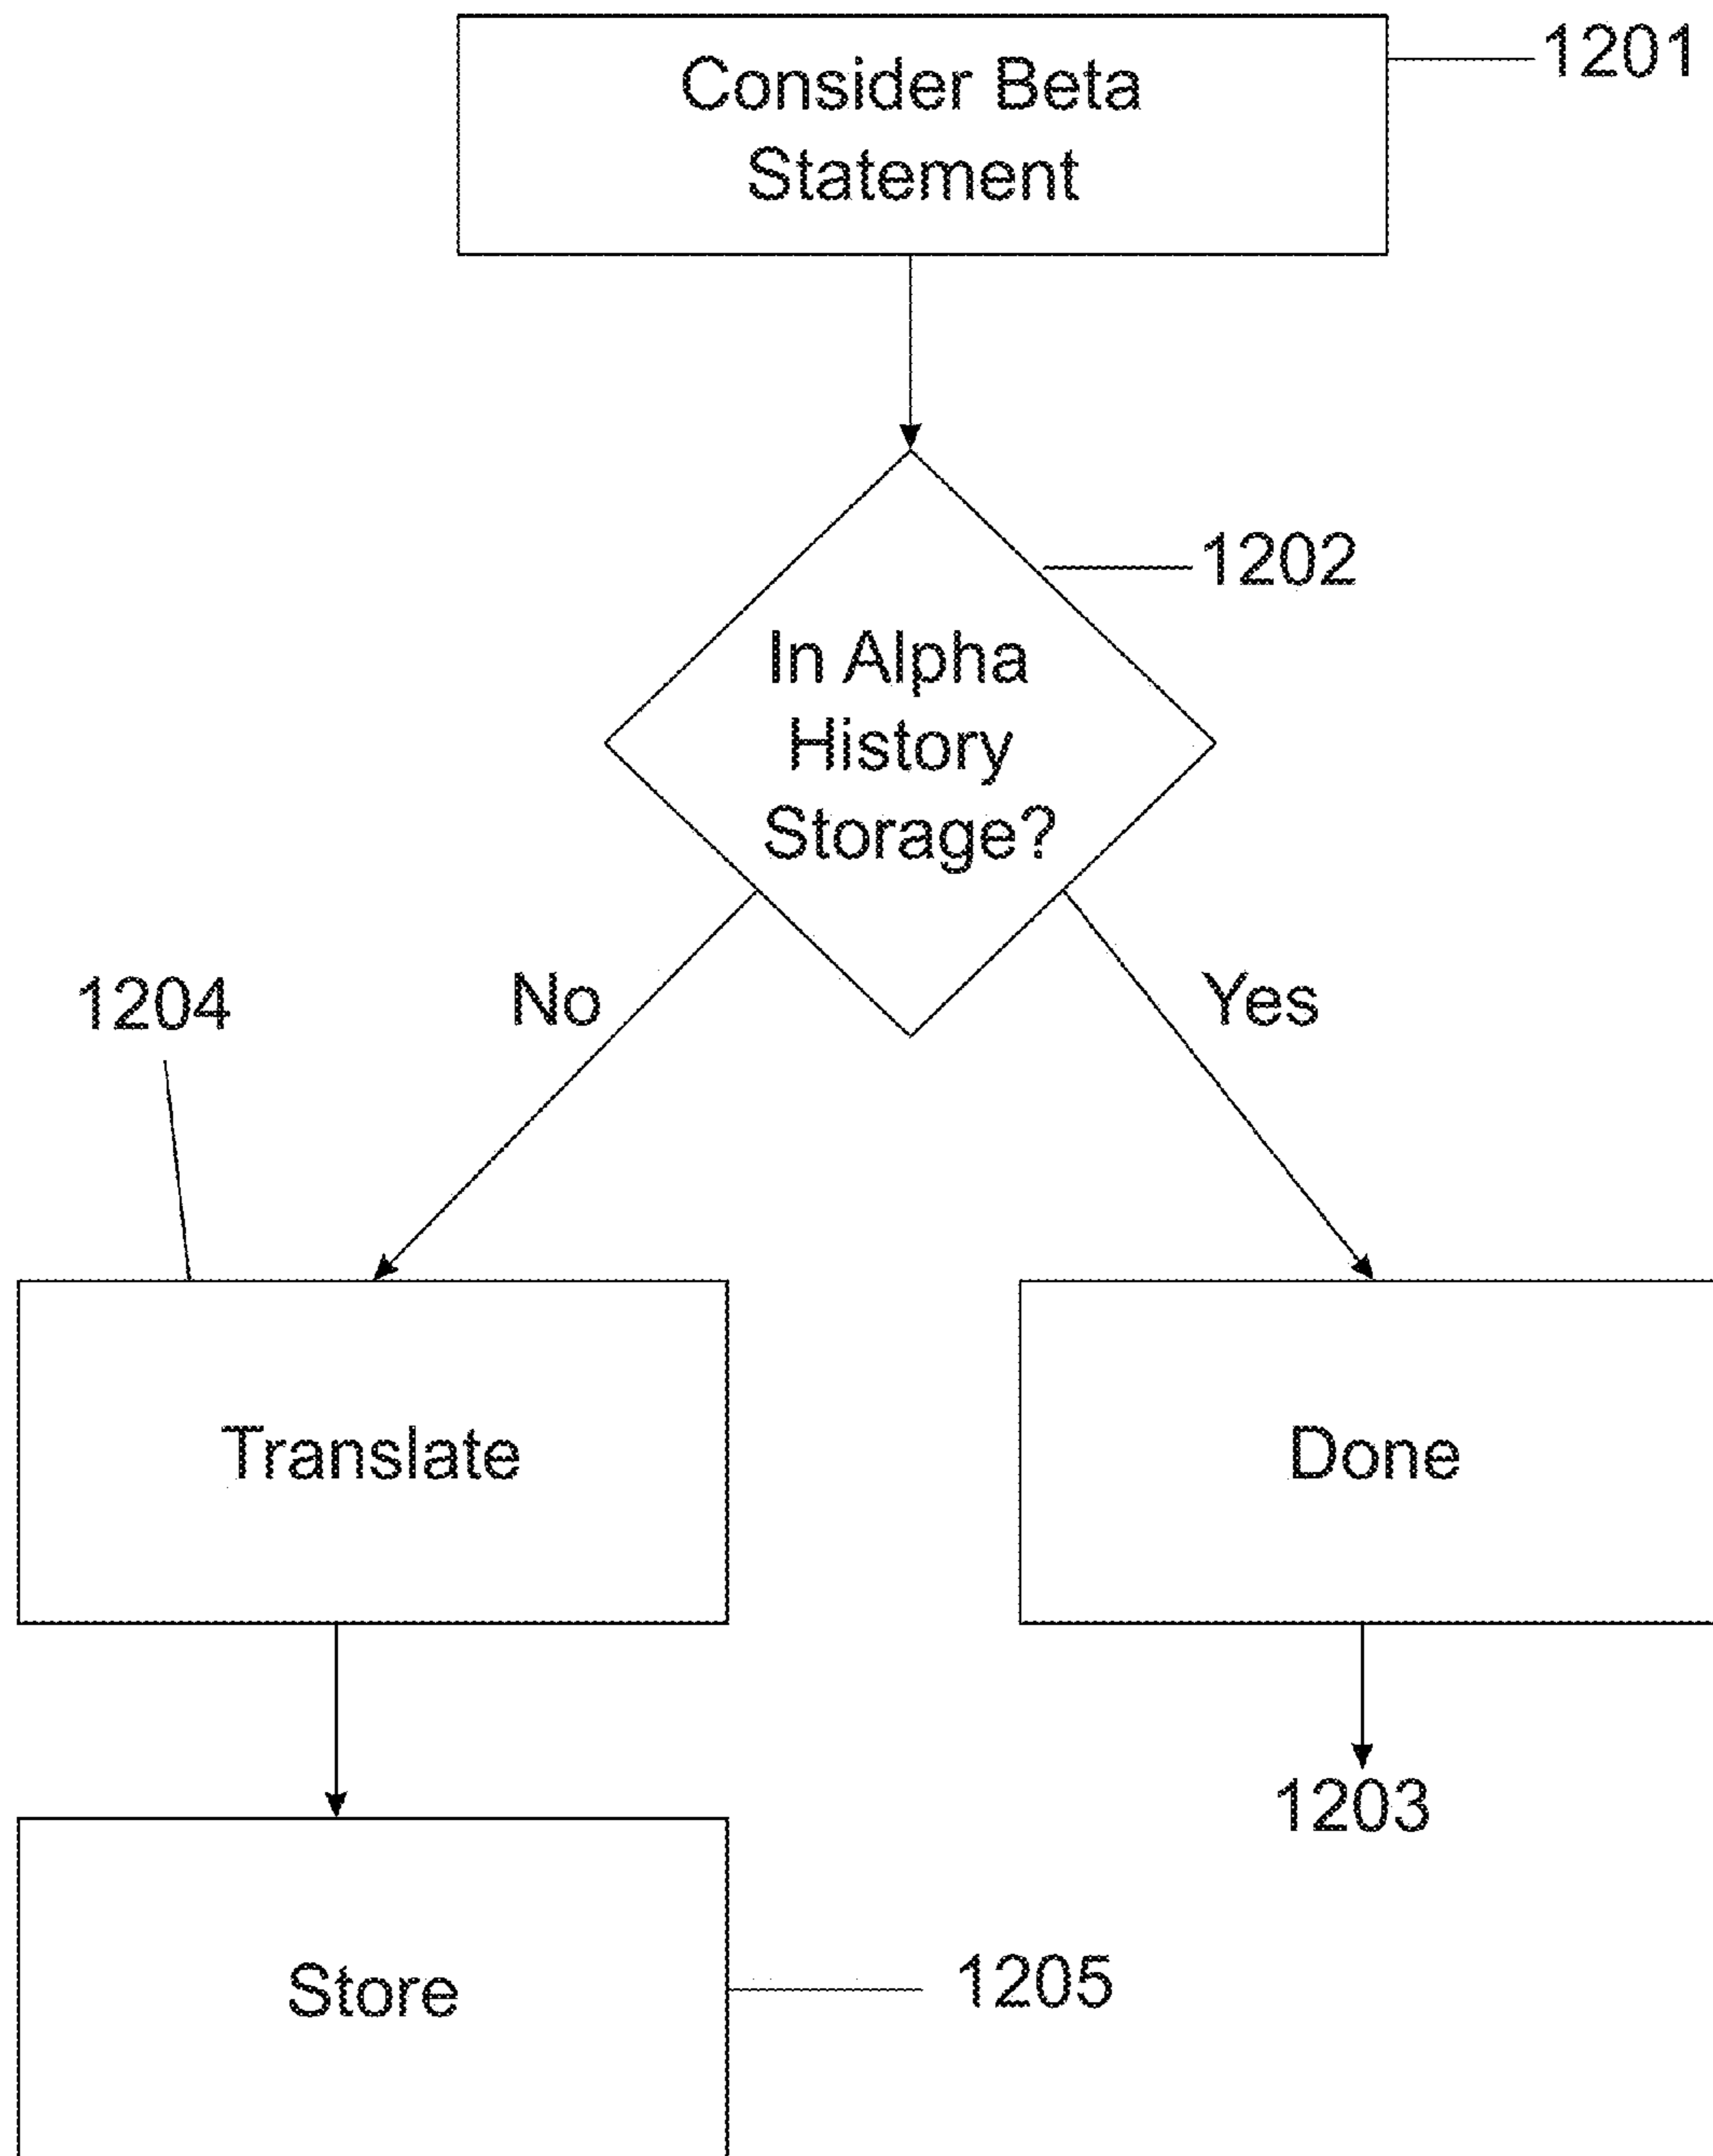 Consider Beta
Statement
1201
1202
In Alpha
History
Storage?
No
Yes
1204
Translate
Done
1203
Store
1205